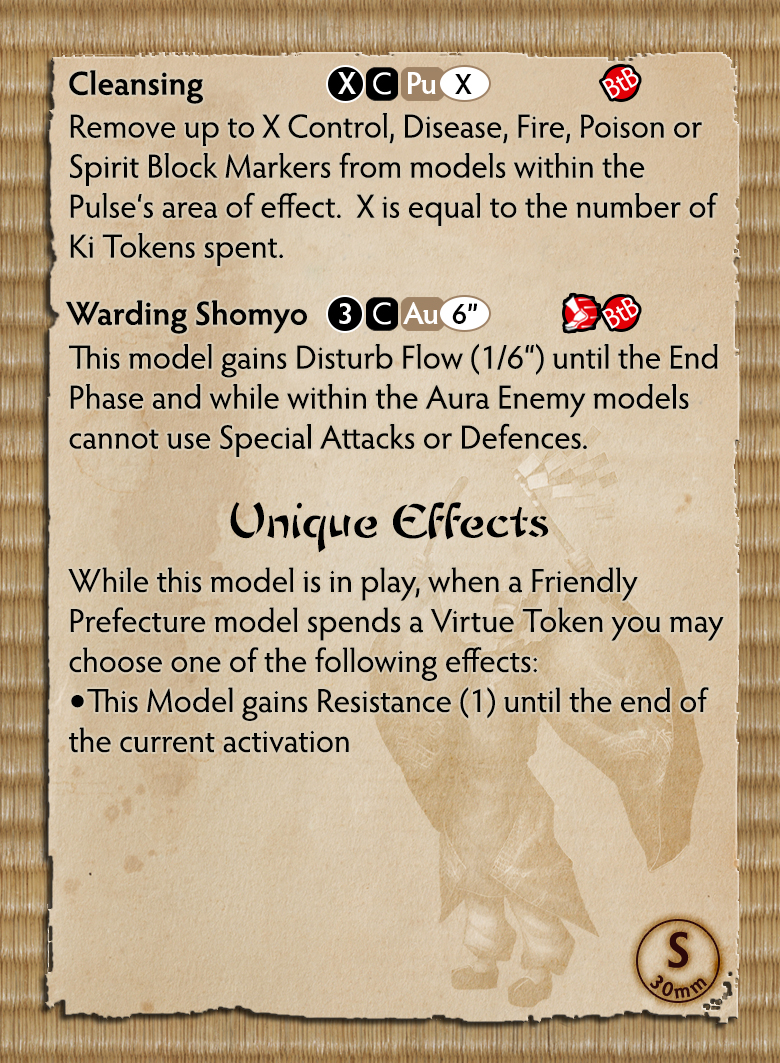 Cleansing X C Pu X BtB
Remove up to X Control, Disease, Fire, Poison or
Spirit Block Markers from models within the
Pulse's area of effect. X is equal to the number of
Ki Tokens spent.
Warding Shomyo 3 C Au 6" BtB
This model gains Disturb Flow (1/6") until the End
Phase and while within the Aura Enemy models
cannot use Special Attacks or Defences.
Unique Effects
While this model is in play, when a Friendly
Prefecture model spends a Virtue Token you may
choose one of the following effects:
•This Model gains Resistance (1) until the end of
the current activation
S
30mm